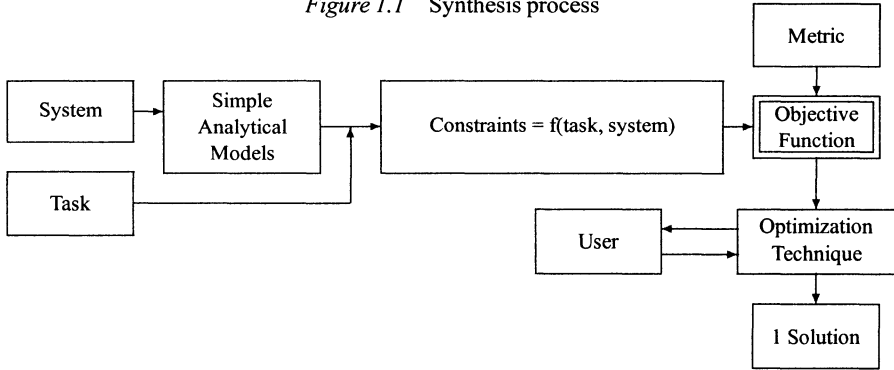 Figure 1.1 Synthesis process
Metric
System
Simple
Analytical
Models
Constraints = f(task, system)
Objective
Function
Task
User
Optimization
Technique
1 Solution